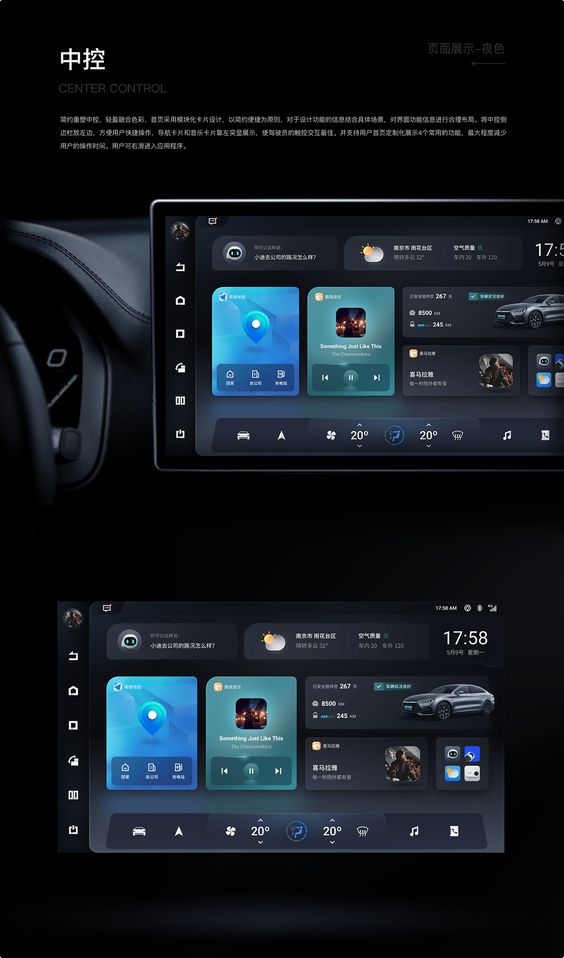 中控
页面展示-夜色
CENTER CONTROL
简约重塑中控，轻盈融合色彩，首页采用模块化卡片设计，以简约便捷为原则，对于设计功能的信息结合具体场景，对界面功能信息进行合理布局。将中控侧
边栏放左边，方便用户快捷操作，导航卡片和音乐卡片靠左突显展示，使驾驶员的触控交互最佳。并支持用户首页定制化展示4个常用的功能，最大程度减少
用户的操作时间。用户可右滑进入应用程序。
17:58 AM
你可以这样说：
小迪去公司的路况怎么样？
南京市 雨花台区
晴转多云 32°
空气质量 优
车内 20 车外 120
17:5
5月9号
高德地图
回家 去公司 充电站
酷我音乐
Something Just Like This
The Chainsmokers
已安全陪伴您 267 天
车辆状况良好
8500 KM
245 KM
喜马拉雅
喜马拉雅
每一秒陪伴都有爱
20°
20°
17:58 AM
你可以这样说：
小迪去公司的路况怎么样？
南京市 雨花台区
晴转多云 32°
空气质量 优
车内 20 车外 120
17:58
5月9号 星期一
高德地图
回家 去公司 充电站
酷我音乐
Something Just Like This
The Chainsmokers
已安全陪伴您 267 天
车辆状况良好
8500 KM
245 KM
喜马拉雅
喜马拉雅
每一秒陪伴都有爱
20°
20°